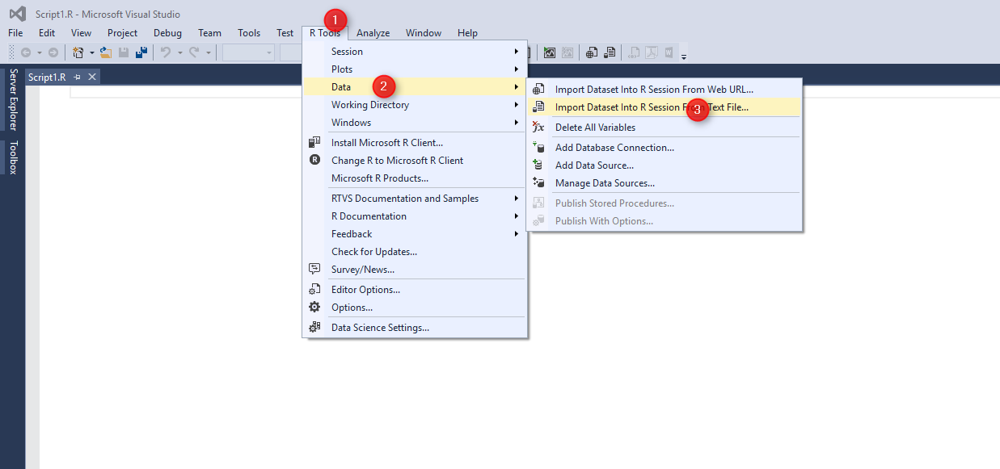 Script1.R - Microsoft Visual Studio
File Edit View Project Debug Team Tools Test R Tools Analyze Window Help
1
Script1.R
Server Explorer
Toolbox
Session
Plots
Data
2
Working Directory
Windows
Install Microsoft R Client...
Change R to Microsoft R Client
Microsoft R Products...
RTVS Documentation and Samples
R Documentation
Feedback
Check for Updates...
Survey/News...
Editor Options...
Options...
Data Science Settings...
Import Dataset Into R Session From Web URL...
Import Dataset Into R Session From Text File...
3
Delete All Variables
Add Database Connection...
Add Data Source...
Manage Data Sources...
Publish Stored Procedures...
Publish With Options...